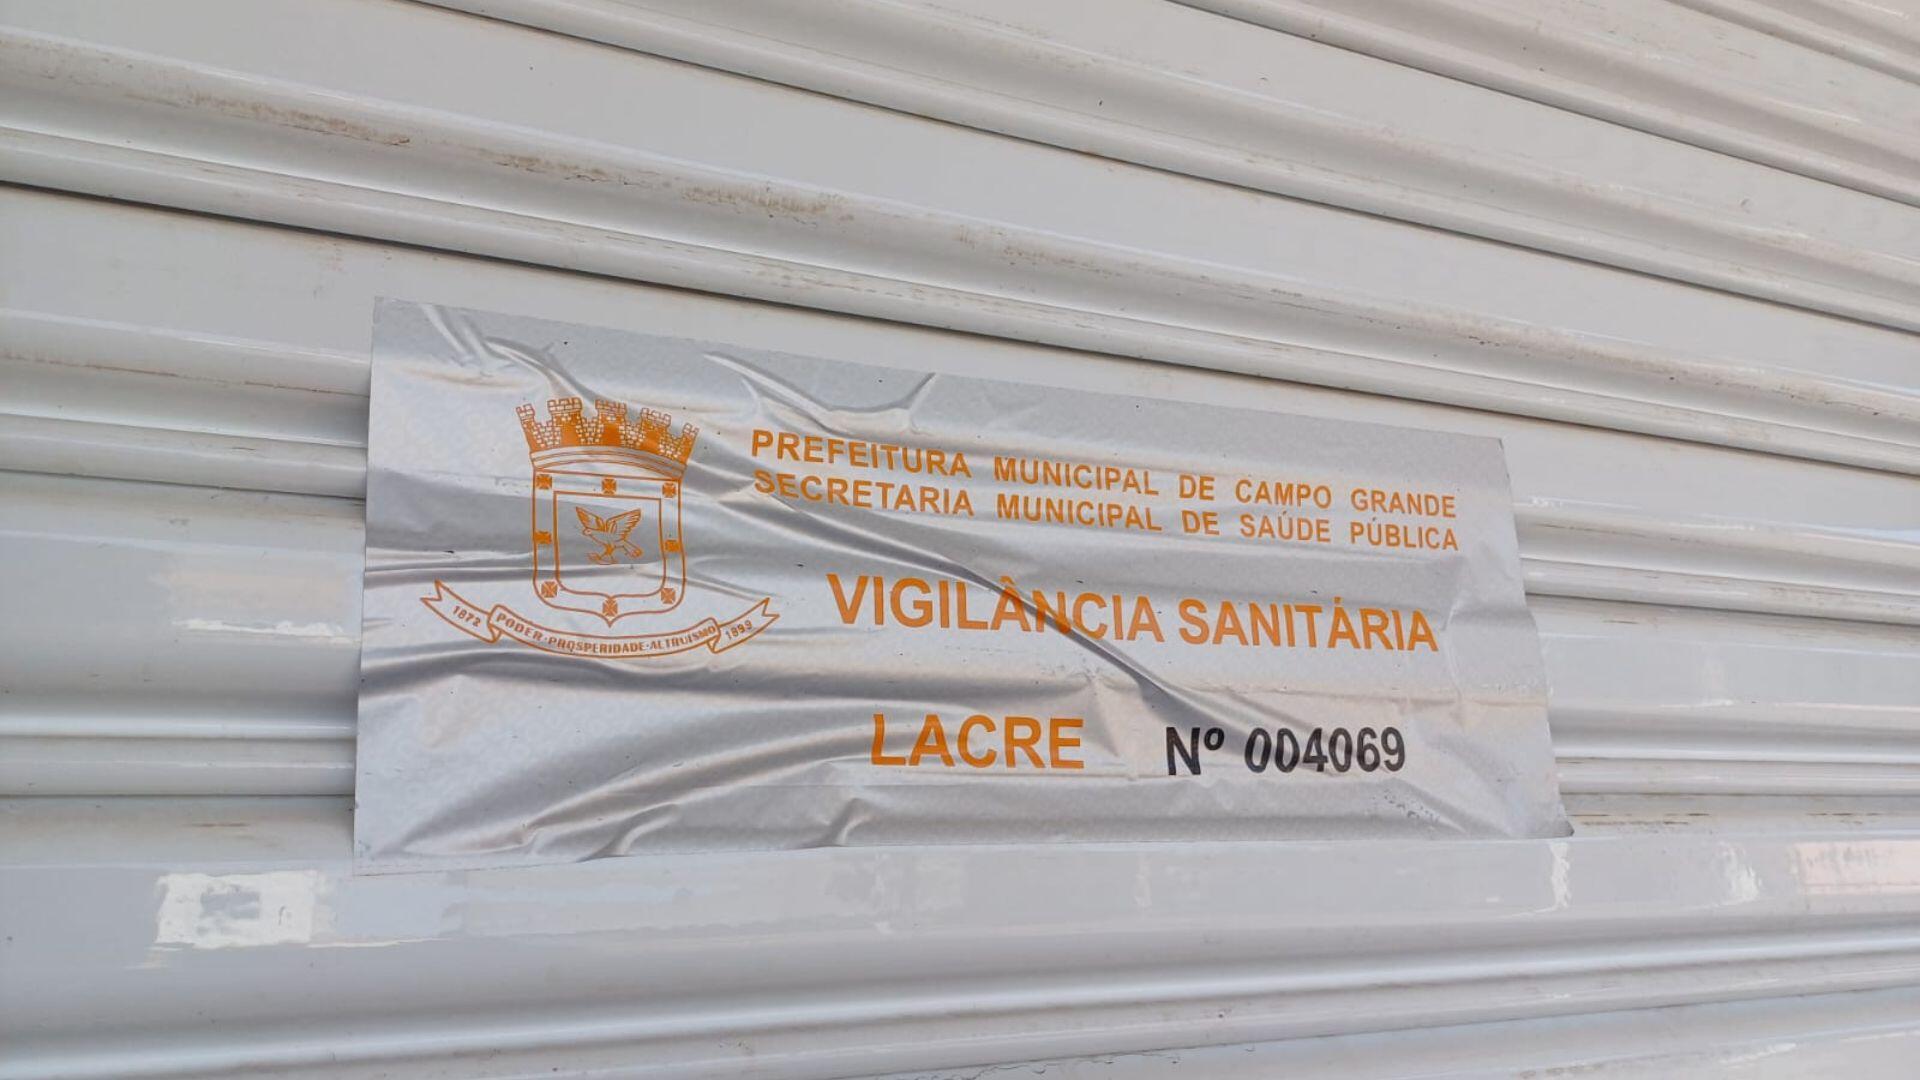 PREFEITURA MUNICIPAL DE CAMPO GRANDE
SECRETARIA MUNICIPAL DE SAÚDE PÚBLICA
VIGILÂNCIA SANITÁRIA
1872 PODER·PROSPERIDADE·ALTRUISMO 1899
LACRE Nº 004069